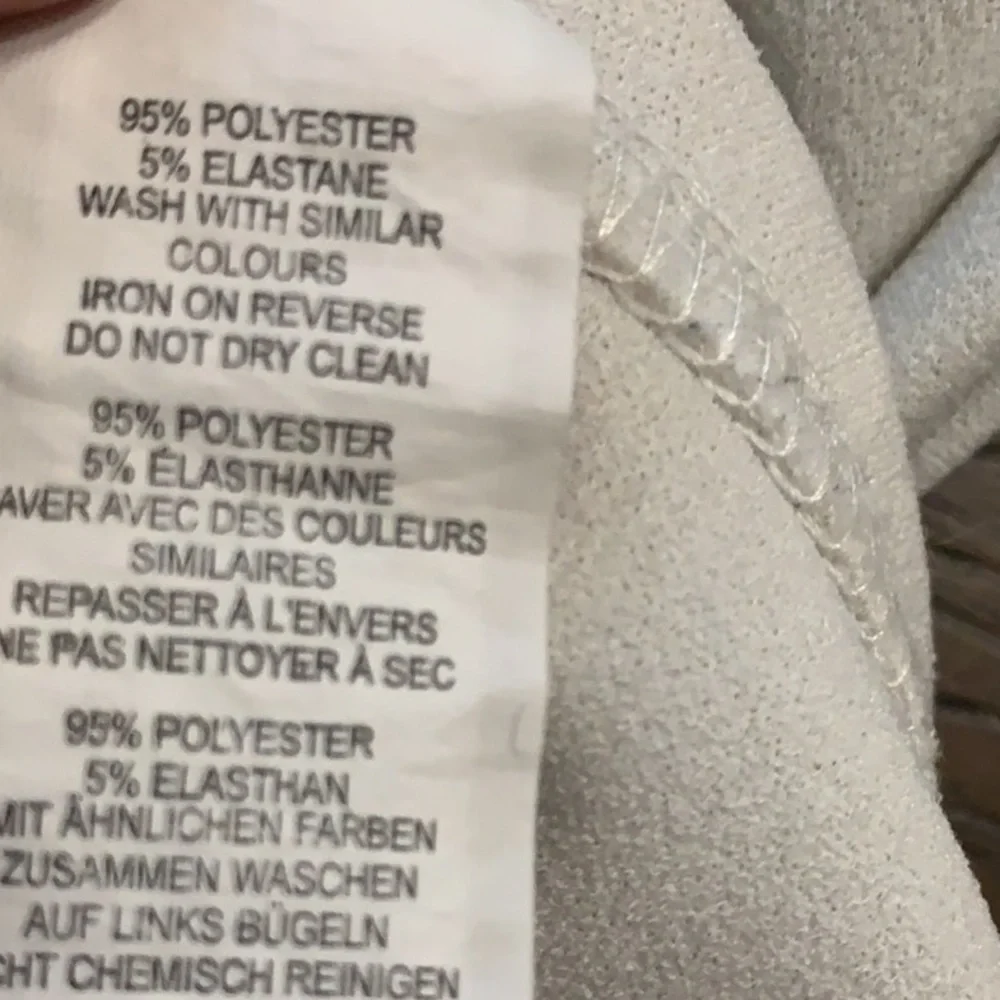 95% POLYESTER
5% ELASTANE
WASH WITH SIMILAR
COLOURS
IRON ON REVERSE
DO NOT DRY CLEAN
95% POLYESTER
5% ÉLASTHANNE
AVER AVEC DES COULEURS
SIMILAIRES
REPASSER À L'ENVERS
NE PAS NETTOYER À SEC
95% POLYESTER
5% ELASTHAN
MIT ÄHNLICHEN FARBEN
ZUSAMMEN WASCHEN
AUF LINKS BÜGELN
CHT CHEMISCH REINIGEN